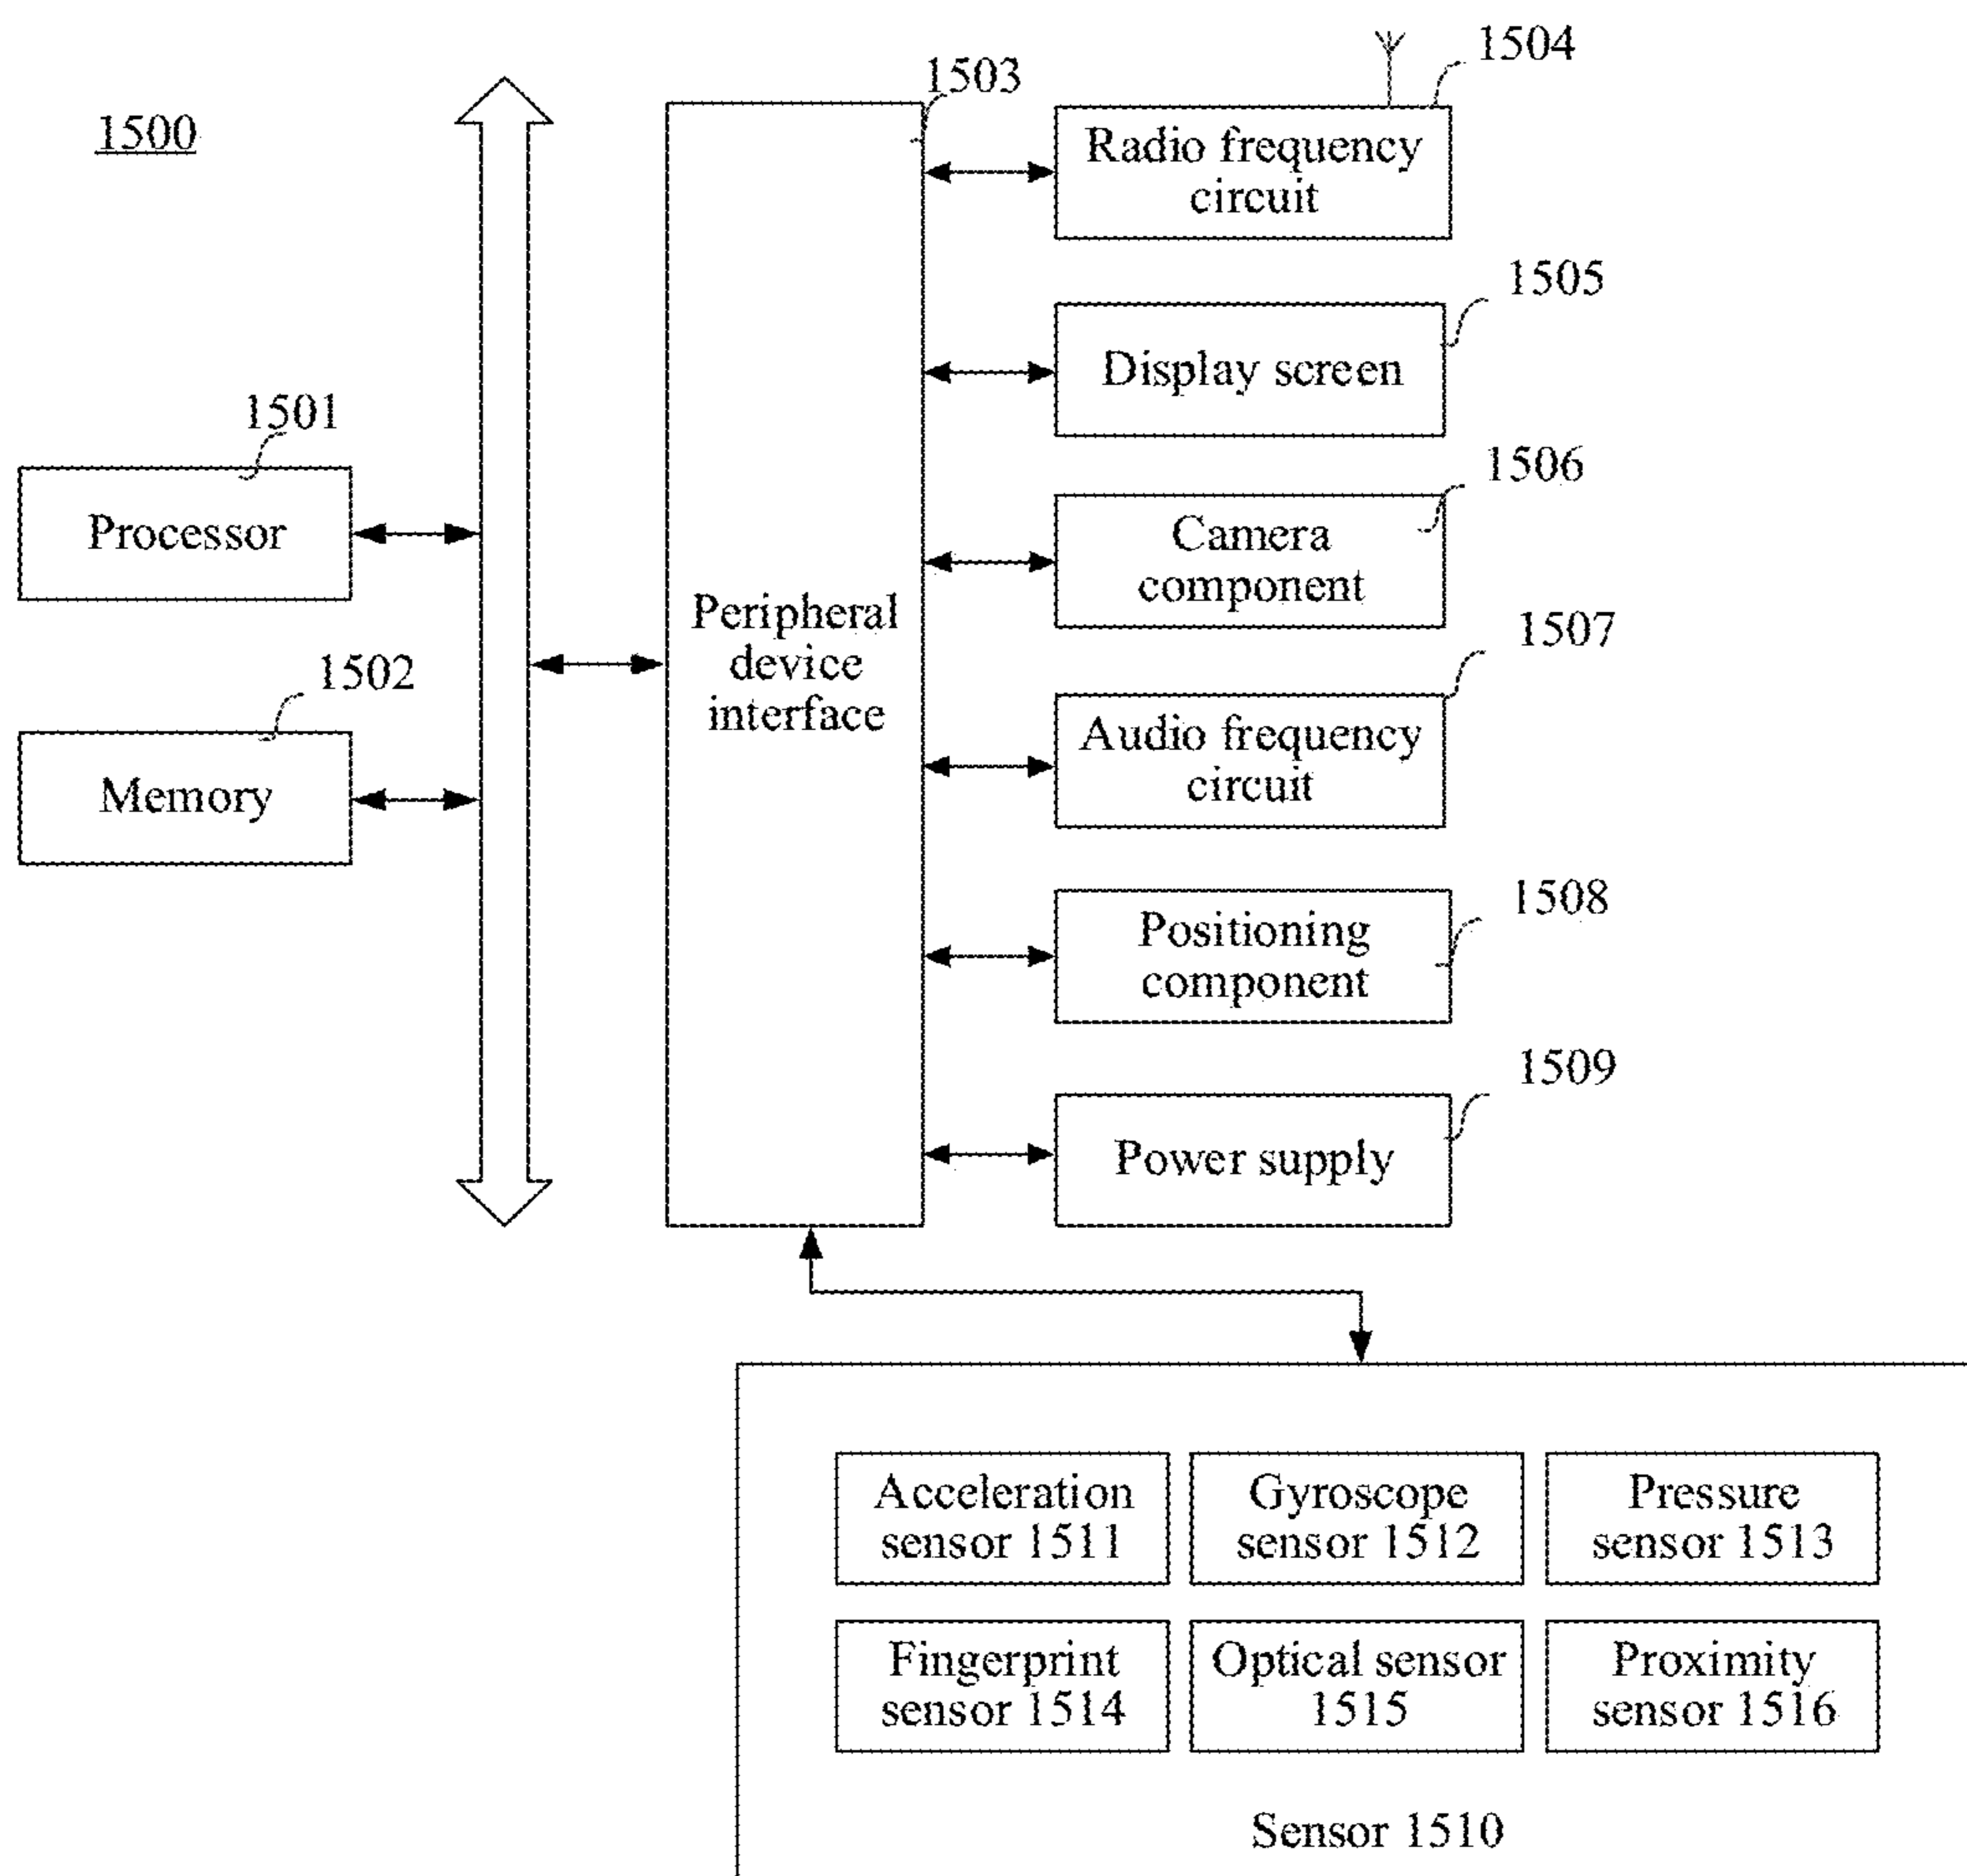 1500
1503
1504
Radio frequency
circuit
1505
Display screen
1501
Processor
1506
Camera
component
Peripheral
device
interface
1502
Memory
1507
Audio frequency
circuit
1508
Positioning
component
1509
Power supply
Acceleration
sensor 1511
Gyroscope
sensor 1512
Pressure
sensor 1513
Fingerprint
sensor 1514
Optical sensor
1515
Proximity
sensor 1516
Sensor 1510